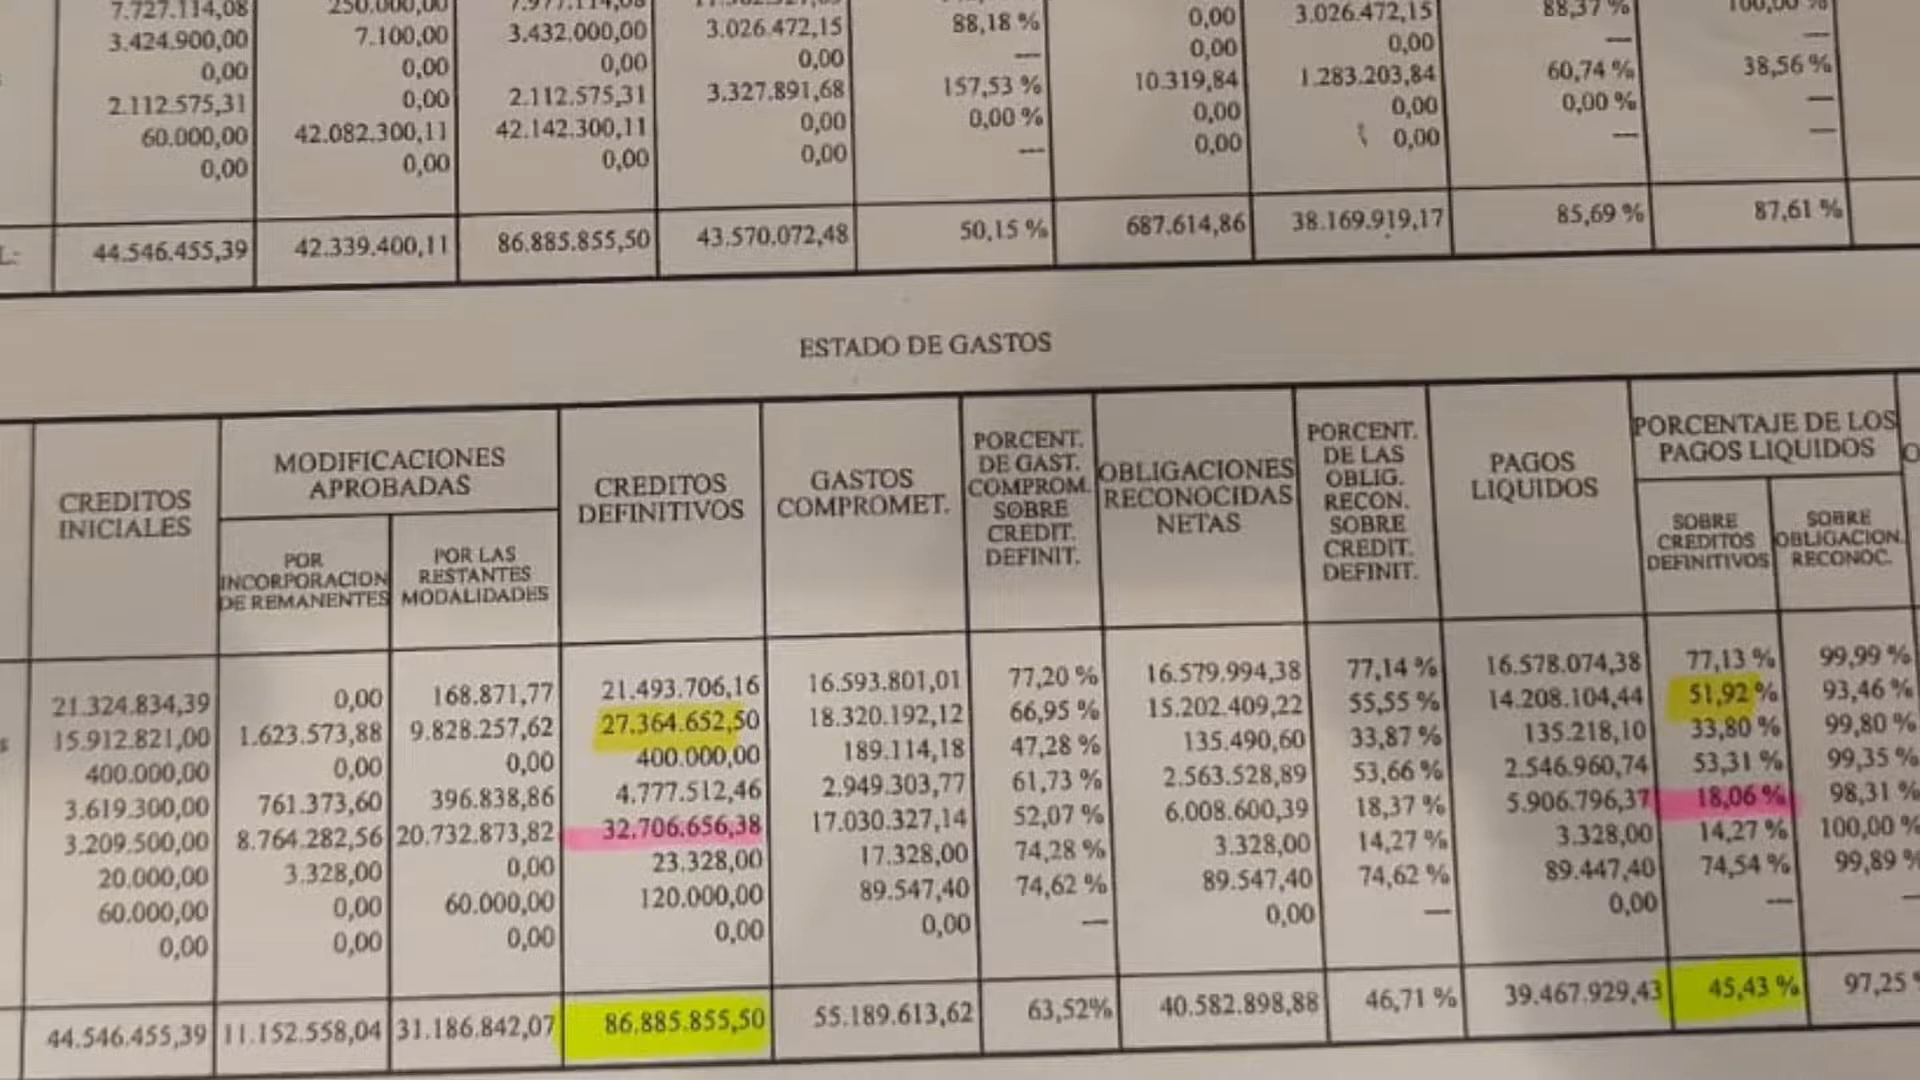 7.727.114,08 250.000,00 88,37 % 100,00 %
3.424.900,00 7.100,00 3.432.000,00 3.026.472,15 88,18 % 0,00 3.026.472,15 —
0,00 0,00 0,00 0,00 — 0,00 0,00 — —
2.112.575,31 0,00 2.112.575,31 3.327.891,68 157,53 % 10.319,84 1.283.203,84 60,74 % 38,56 %
60.000,00 42.082.300,11 42.142.300,11 0,00 0,00 % 0,00 0,00 0,00 % —
0,00 0,00 0,00 0,00 — 0,00 0,00 — —
L: 44.546.455,39 42.339.400,11 86.885.855,50 43.570.072,48 50,15 % 687.614,86 38.169.919,17 85,69 % 87,61 %
ESTADO DE GASTOS
CREDITOS
INICIALES
MODIFICACIONES
APROBADAS
POR
INCORPORACION
DE REMANENTES
POR LAS
RESTANTES
MODALIDADES
CREDITOS
DEFINITIVOS
GASTOS
COMPROMET.
PORCENT.
DE GAST.
COMPROM.
SOBRE
CREDIT.
DEFINIT.
OBLIGACIONES
RECONOCIDAS
NETAS
PORCENT.
DE LAS
OBLIG.
RECON.
SOBRE
CREDIT.
DEFINIT.
PAGOS
LIQUIDOS
PORCENTAJE DE LOS
PAGOS LIQUIDOS
SOBRE
CREDITOS
DEFINITIVOS
SOBRE
OBLIGACION.
RECONOC.
21.324.834,39 0,00 168.871,77 21.493.706,16 16.593.801,01 77,20 % 16.579.994,38 77,14 % 16.578.074,38 77,13 % 99,99 %
s 15.912.821,00 1.623.573,88 9.828.257,62 27.364.652,50 18.320.192,12 66,95 % 15.202.409,22 55,55 % 14.208.104,44 51,92 % 93,46 %
400.000,00 0,00 0,00 400.000,00 189.114,18 47,28 % 135.490,60 33,87 % 135.218,10 33,80 % 99,80 %
3.619.300,00 761.373,60 396.838,86 4.777.512,46 2.949.303,77 61,73 % 2.563.528,89 53,66 % 2.546.960,74 53,31 % 99,35 %
3.209.500,00 8.764.282,56 20.732.873,82 32.706.656,38 17.030.327,14 52,07 % 6.008.600,39 18,37 % 5.906.796,37 18,06 % 98,31 %
20.000,00 3.328,00 0,00 23.328,00 17.328,00 74,28 % 3.328,00 14,27 % 3.328,00 14,27 % 100,00 %
60.000,00 0,00 60.000,00 120.000,00 89.547,40 74,62 % 89.547,40 74,62 % 89.447,40 74,54 % 99,89 %
0,00 0,00 0,00 0,00 0,00 — 0,00 — 0,00 — —
44.546.455,39 11.152.558,04 31.186.842,07 86.885.855,50 55.189.613,62 63,52% 40.582.898,88 46,71 % 39.467.929,43 45,43 % 97,25 %